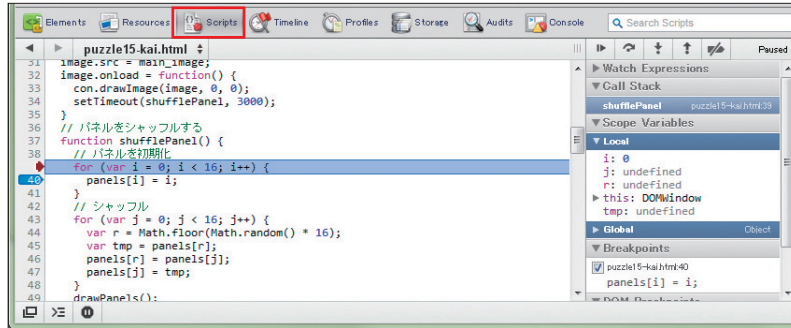 Elements Resources Scripts Timeline Profiles Storage Audits Console Search Scripts
puzzle15-kai.html Paused
31 image.src = main_image;
32 image.onload = function() {
33 con.drawImage(image, 0, 0);
34 setTimeout(shufflePanel, 3000);
35 }
36 // パネルをシャッフルする
37 function shufflePanel() {
38 // パネルを初期化
for (var i = 0; i < 16; i++) {
40 panels[i] = i;
41 }
42 // シャッフル
43 for (var j = 0; j < 16; j++) {
44 var r = Math.floor(Math.random() * 16);
45 var tmp = panels[r];
46 panels[r] = panels[j];
47 panels[j] = tmp;
48 }
49 drawPanels();
Watch Expressions
Call Stack
shufflePanel puzzle15-kai.html:39
Scope Variables
Local
i: 0
j: undefined
r: undefined
this: DOMWindow
tmp: undefined
Global Object
Breakpoints
puzzle15-kai.html:40
panels[i] = i;
DOM Breakpoints